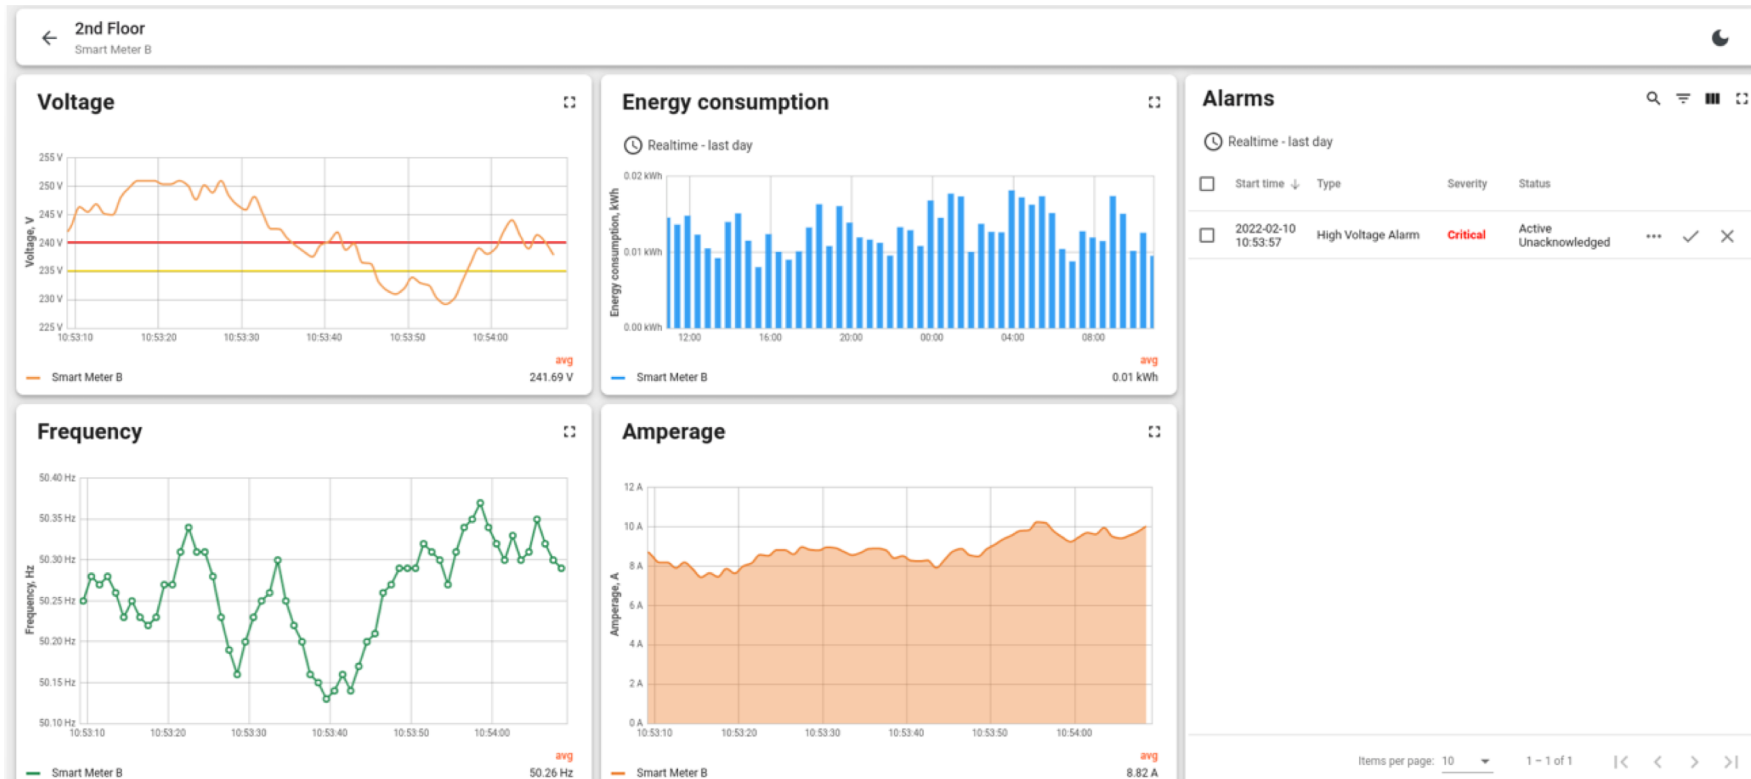 2nd Floor
Smart Meter B
Voltage
255 V
250 V
245 V
240 V
235 V
230 V
225 V
Voltage, V
10:53:10 10:53:20 10:53:30 10:53:40 10:53:50 10:54:00
avg
Smart Meter B 241.69 V
Energy consumption
Realtime - last day
0.02 kWh
0.01 kWh
0.00 kWh
Energy consumption, kWh
12:00 16:00 20:00 00:00 04:00 08:00
avg
Smart Meter B 0.01 kWh
Alarms
Realtime - last day
Start time Type Severity Status
2022-02-10
10:53:57
High Voltage Alarm
Critical
Active
Unacknowledged
Frequency
50.40 Hz
50.35 Hz
50.30 Hz
50.25 Hz
50.20 Hz
50.15 Hz
50.10 Hz
Frequency, Hz
10:53:10 10:53:20 10:53:30 10:53:40 10:53:50 10:54:00
avg
Smart Meter B 50.26 Hz
Amperage
12 A
10 A
8 A
6 A
4 A
2 A
0 A
Amperage, A
10:53:10 10:53:20 10:53:30 10:53:40 10:53:50 10:54:00
avg
Smart Meter B 8.82 A
Items per page: 10 1 – 1 of 1